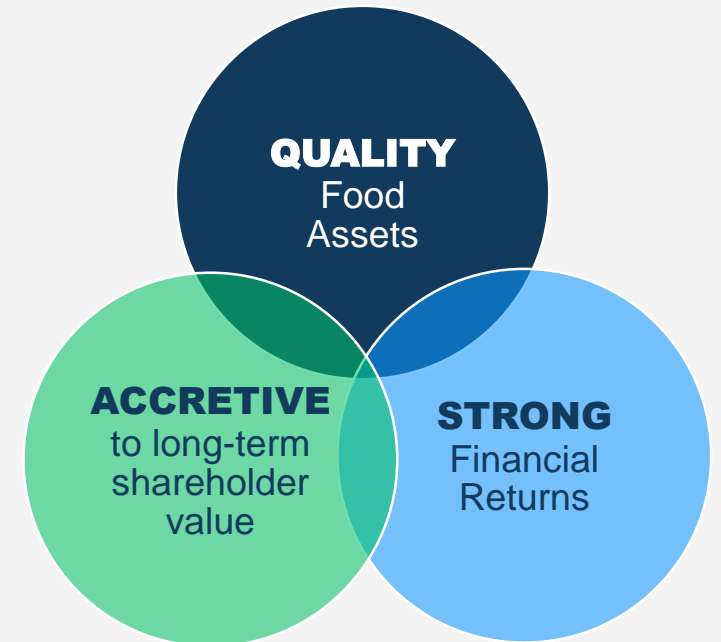 QUALITY
Food
Assets
ACCRETIVE
to long-term
shareholder
value
STRONG
Financial
Returns